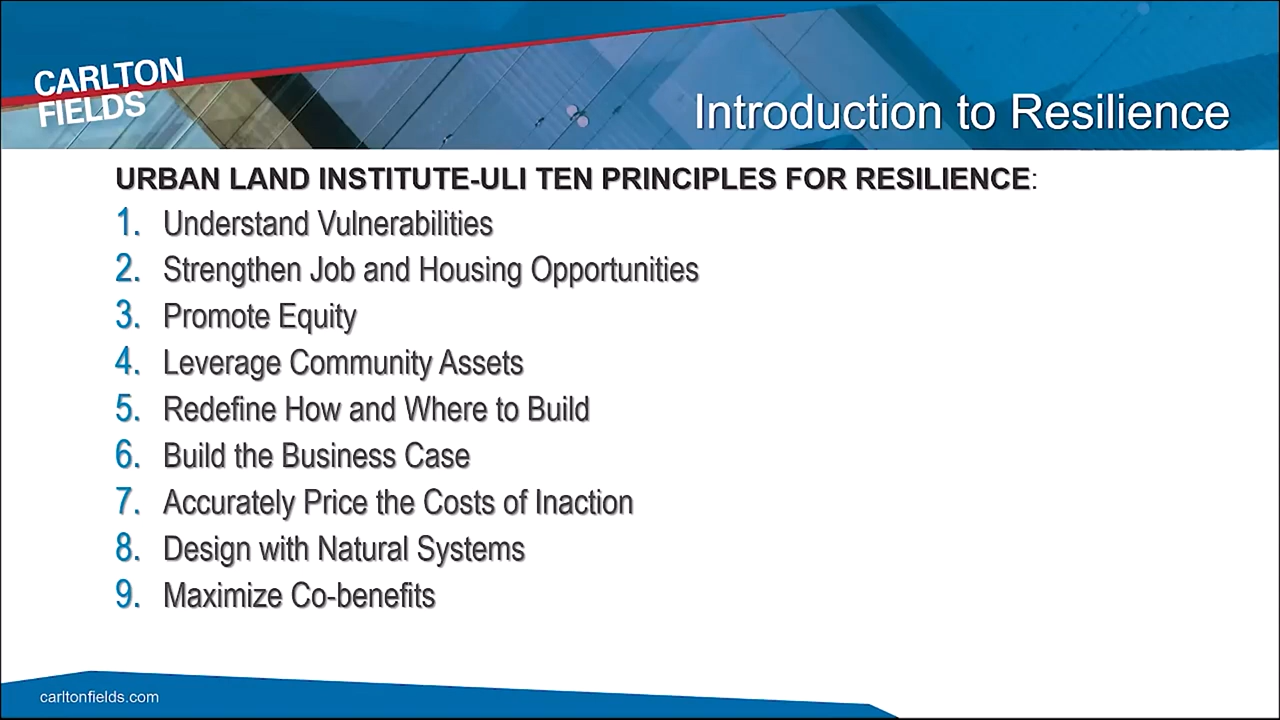 CARLTON
FIELDS
Introduction to Resilience
URBAN LAND INSTITUTE-ULI TEN PRINCIPLES FOR RESILIENCE:
1. Understand Vulnerabilities
2. Strengthen Job and Housing Opportunities
3. Promote Equity
4. Leverage Community Assets
5. Redefine How and Where to Build
6. Build the Business Case
7. Accurately Price the Costs of Inaction
8. Design with Natural Systems
9. Maximize Co-benefits
carltonfields.com